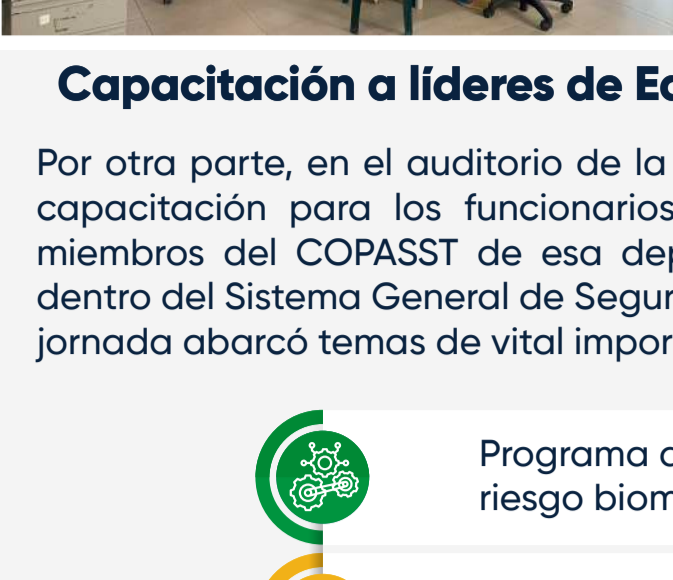 Capacitación a líderes de
Por otra parte, en el auditorio de la
capacitación para los funcionarios
miembros del COPASST de esa
dentro del Sistema General de
jornada abarcó temas de vital
Programa
riesgo